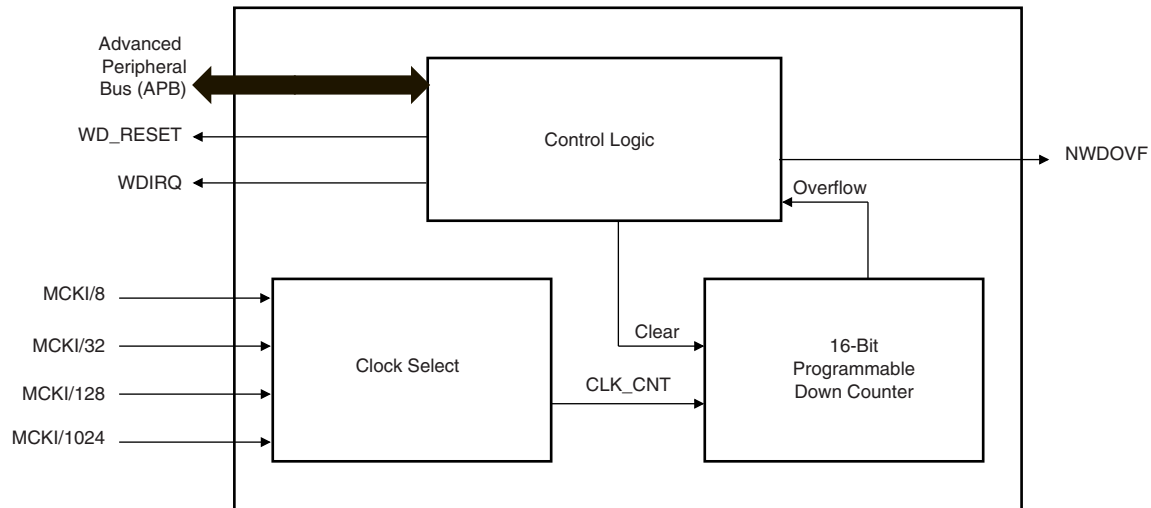 Advanced
Peripheral
Bus (APB)
WD_RESET
WDIRQ
Control Logic
NWDOVF
Overflow
MCKI/8
MCKI/32
MCKI/128
MCKI/1024
Clock Select
Clear
CLK_CNT
16-Bit
Programmable
Down Counter